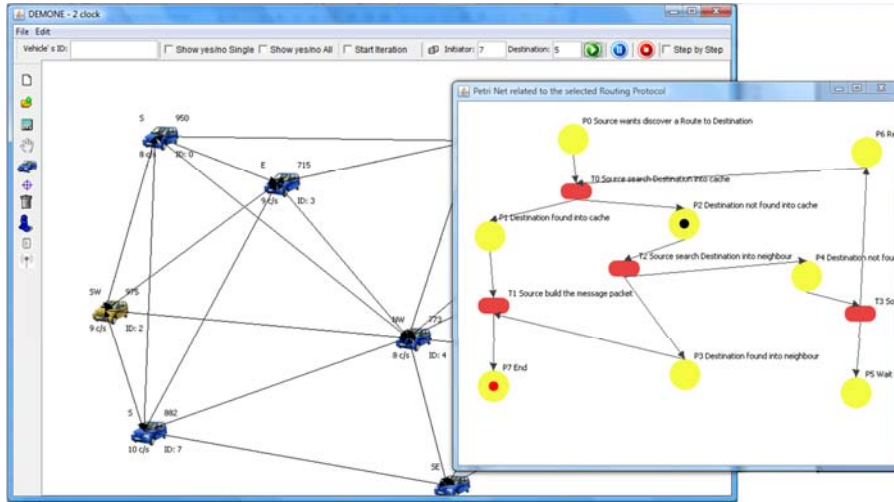 DEMONE - 2 clock
File Edit
Vehicle's ID: Show yes/no Single Show yes/no All Start Iteration Initiator: 7 Destination: 5 Step by Step
S 950
8 c/s ID: 0
E 715
9 c/s ID: 3
SW 975
9 c/s ID: 2
NW 773
8 c/s ID: 4
S 882
10 c/s ID: 7
SE
Petri Net related to the selected Routing Protocol
P0 Source wants discover a Route to Destination
P6 Re
T0 Source search Destination into cache
P1 Destination found into cache
P2 Destination not found into cache
T2 Source search Destination into neighbour
P4 Destination not fou
T1 Source build the message packet
T3 So
P3 Destination found into neighbour
P7 End
P5 Wait